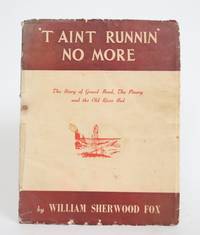 "T AINT RUNNIN"
NO MORE
The Story of Grand Bend, The Pinery
and the Old River Bed
by WILLIAM SHERWOOD FOX